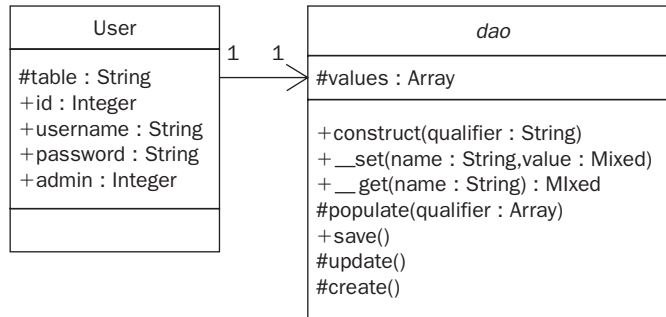 User
#table : String
+id : Integer
+username : String
+password : String
+admin : Integer
1 1
dao
#values : Array
+construct(qualifier : String)
+__set(name : String,value : Mixed)
+__get(name : String) : MIxed
#populate(qualifier : Array)
+save()
#update()
#create()